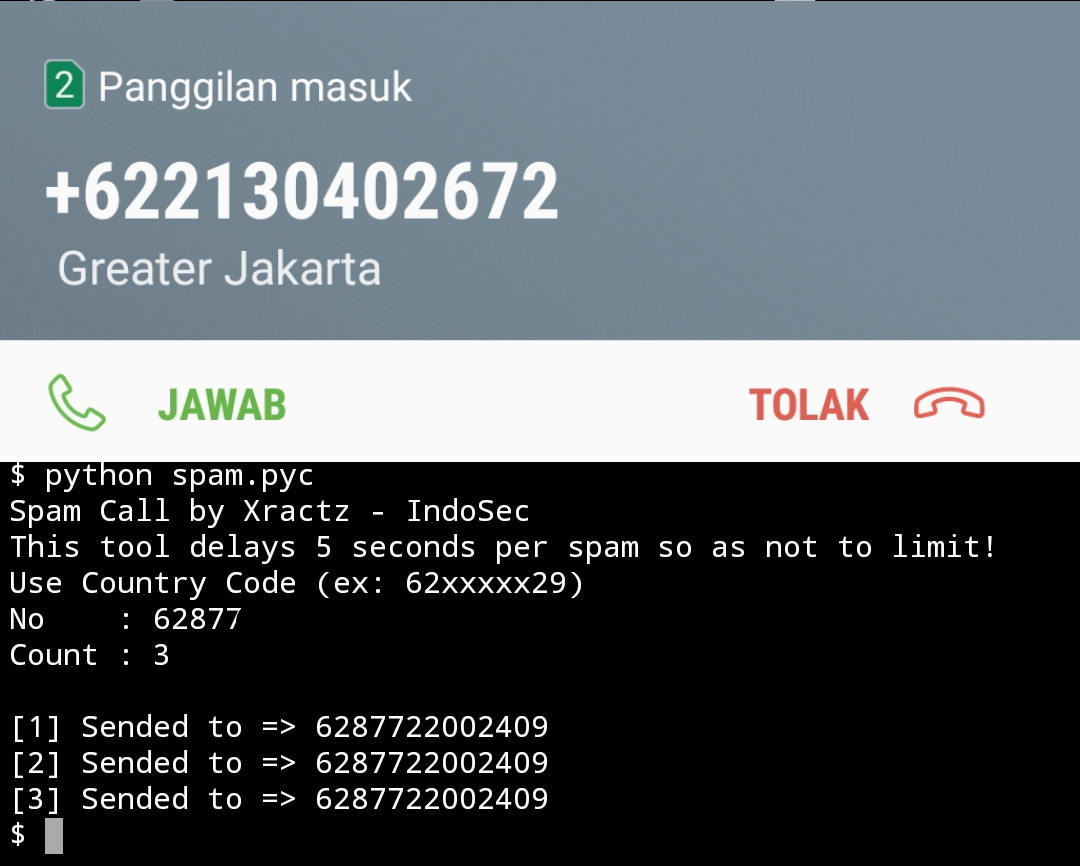 2 Panggilan masuk
+622130402672
Greater Jakarta
JAWAB TOLAK
$ python spam.pyc
Spam Call by Xractz - IndoSec
This tool delays 5 seconds per spam so as not to limit!
Use Country Code (ex: 62xxxxx29)
No    : 62877
Count : 3
[1] Sended to => 6287722002409
[2] Sended to => 6287722002409
[3] Sended to => 6287722002409
$